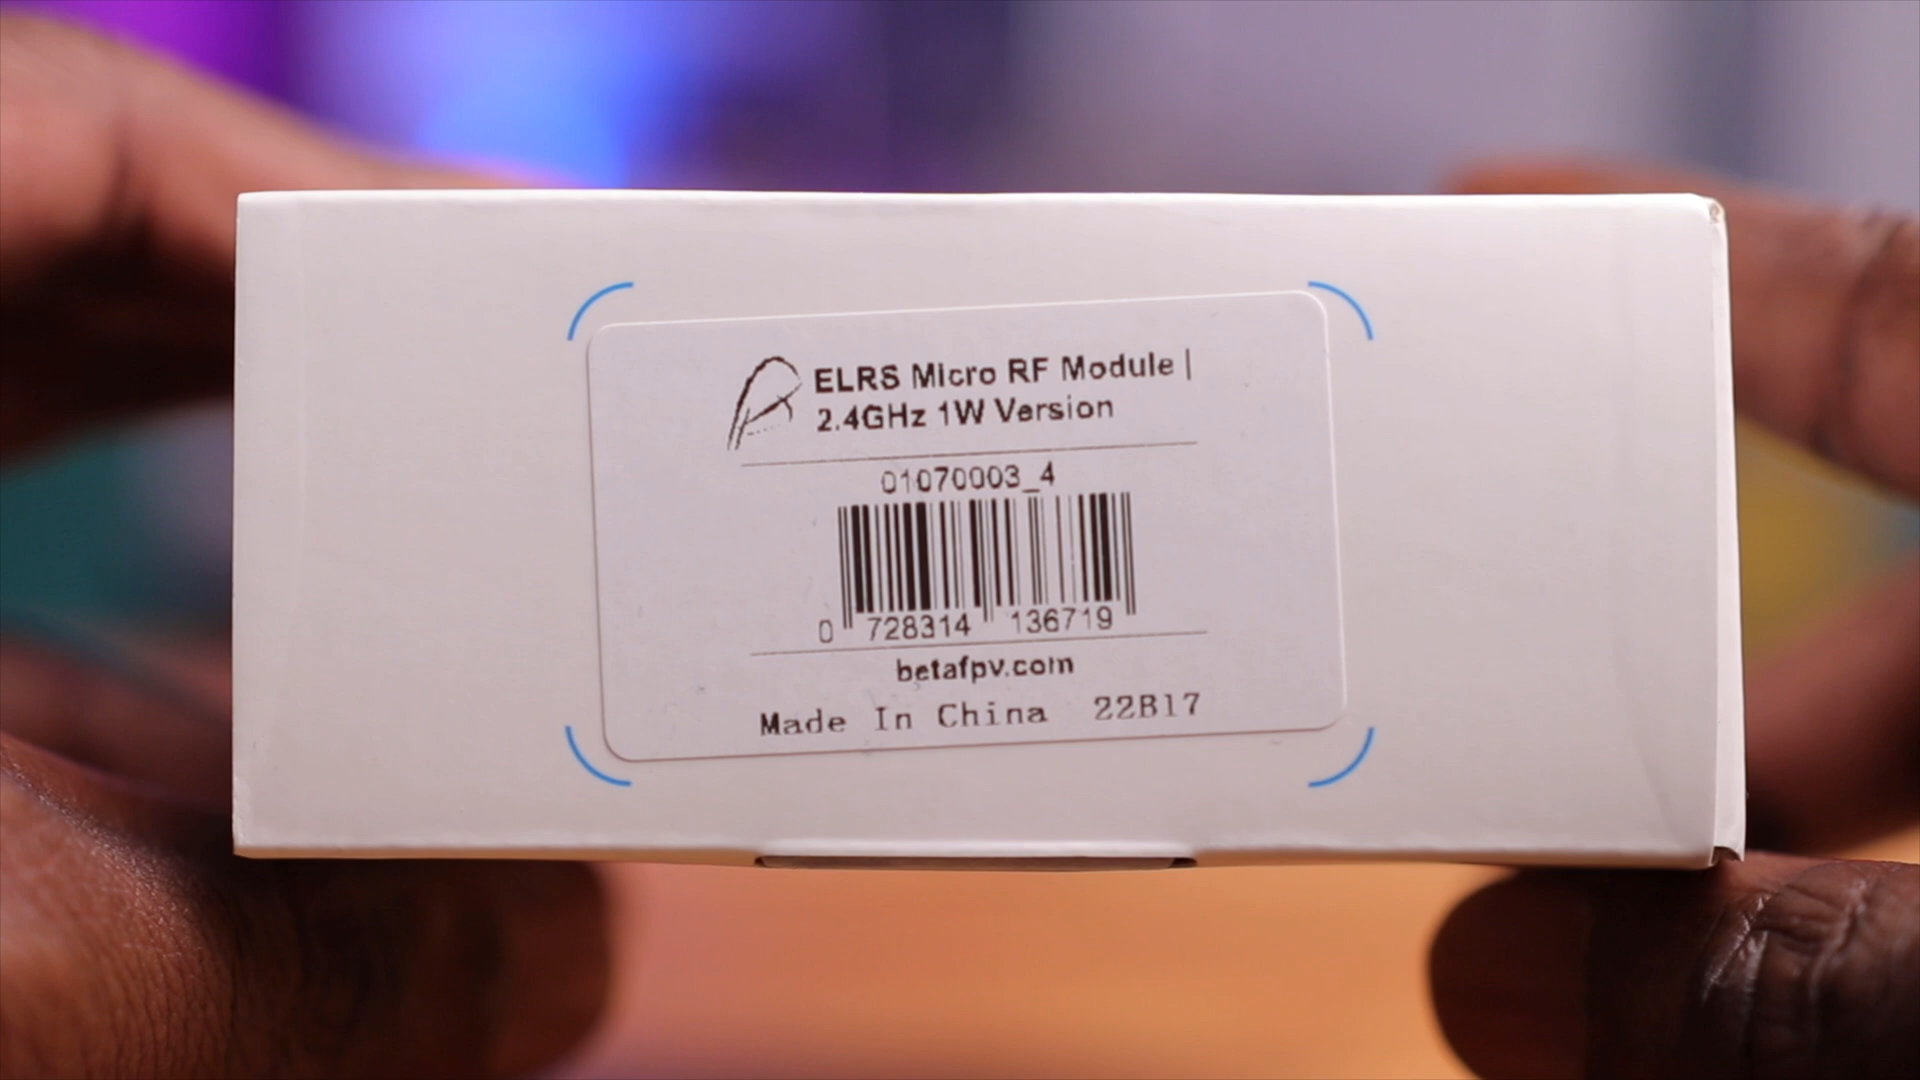 ELRS Micro RF Module |
2.4GHz 1W Version
01070003_4
0 728314 136719
betafpv.com
Made In China 22B17